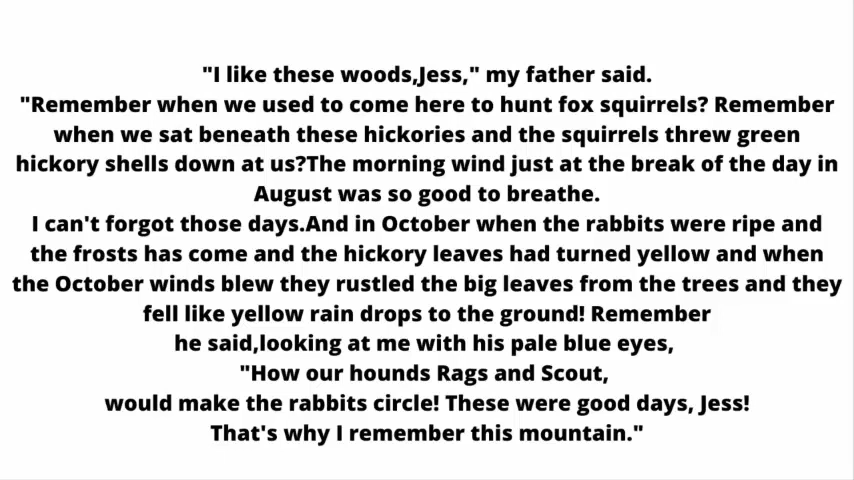 "I like these woods,Jess," my father said.
"Remember when we used to come here to hunt fox squirrels? Remember
when we sat beneath these hickories and the squirrels threw green
hickory shells down at us?The morning wind just at the break of the day in
August was so good to breathe.
I can't forgot those days.And in October when the rabbits were ripe and
the frosts has come and the hickory leaves had turned yellow and when
the October winds blew they rustled the big leaves from the trees and they
fell like yellow rain drops to the ground! Remember
he said,looking at me with his pale blue eyes,
"How our hounds Rags and Scout,
would make the rabbits circle! These were good days, Jess!
That's why I remember this mountain."